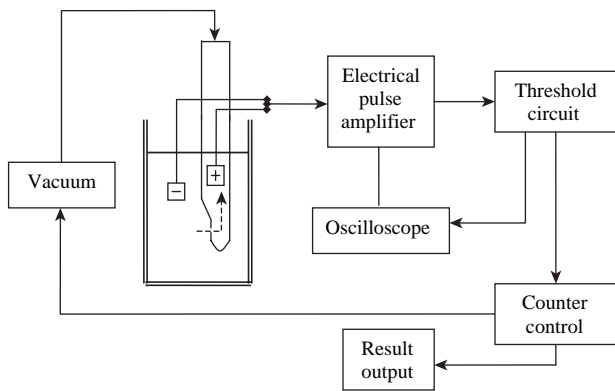 Electrical
pulse
amplifier
Threshold
circuit
Vacuum
−
+
Oscilloscope
Counter
control
Result
output